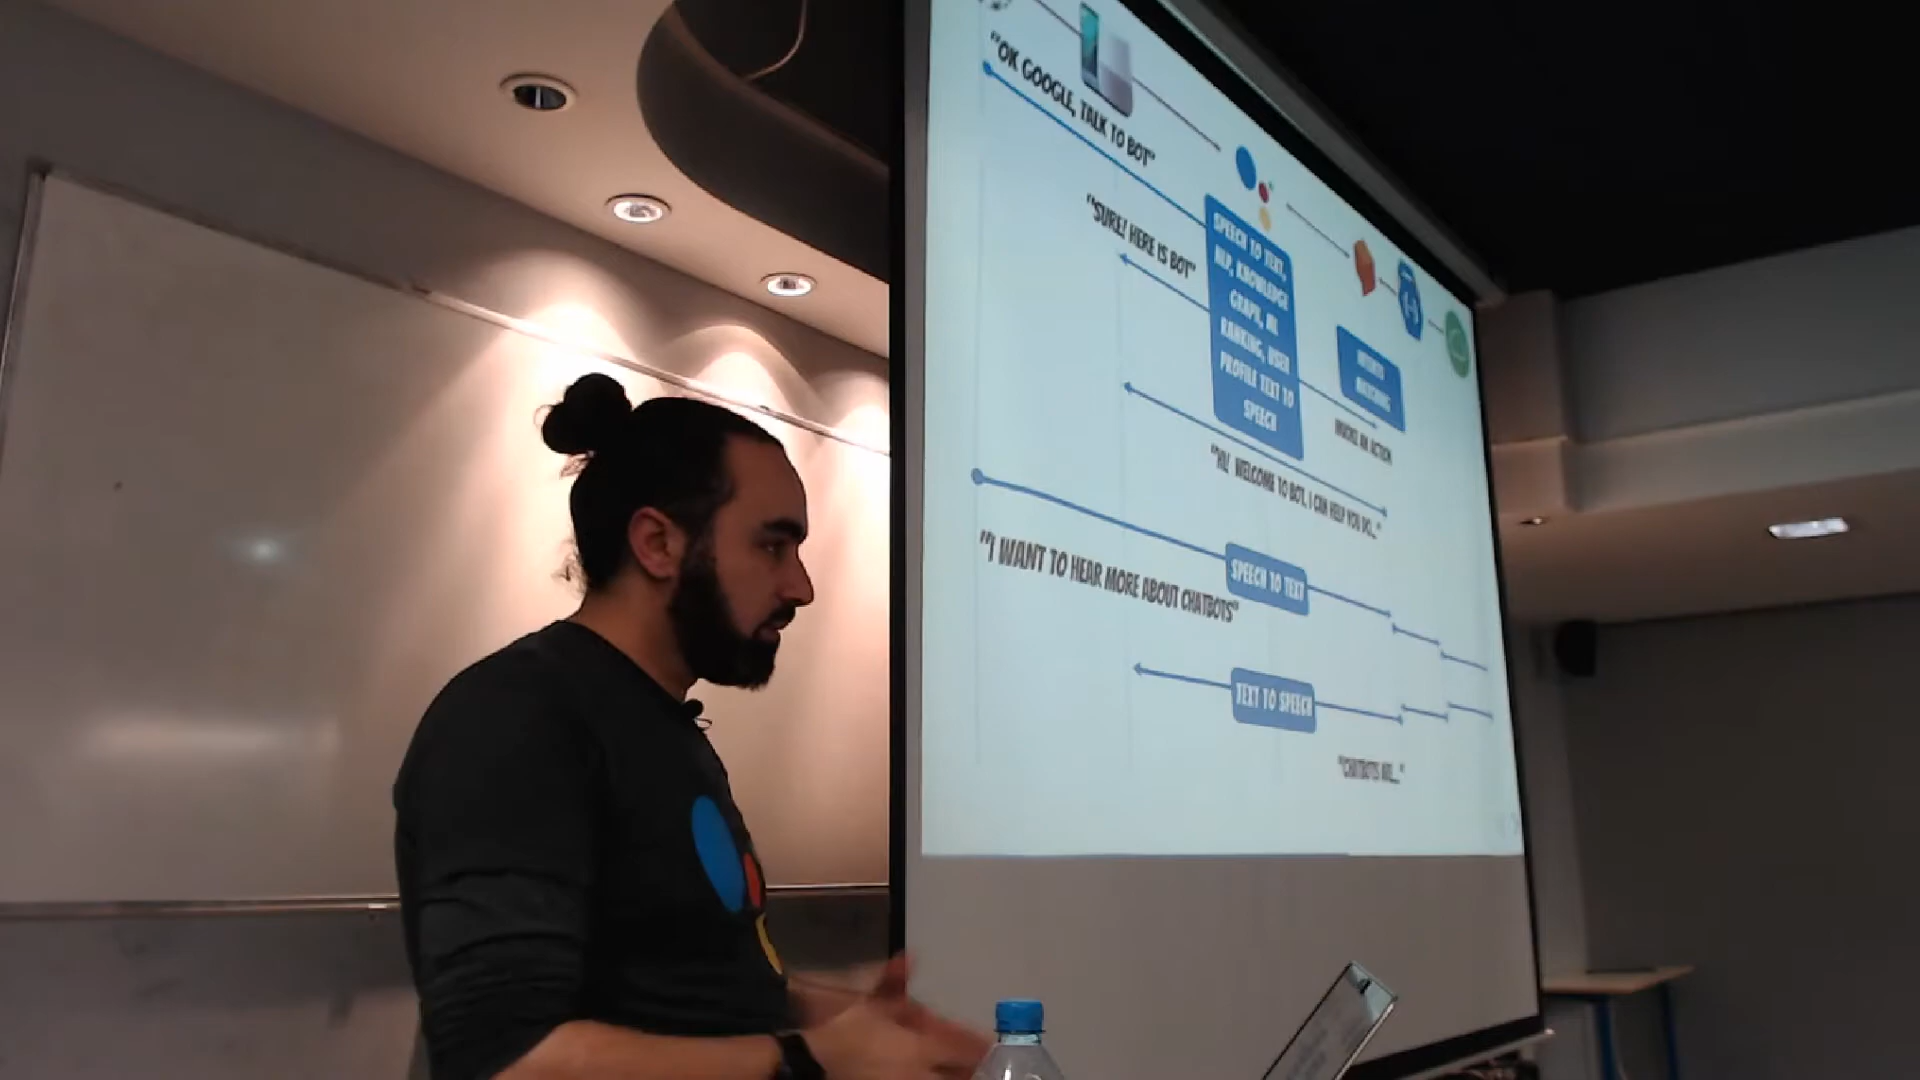 "OK GOOGLE, TALK TO BOT"
"SURE! HERE IS BOT"
SPEECH TO TEXT,
NLP, KNOWLEDGE
GRAPH, ML
RANKING, USER
PROFILE TEXT TO
SPEECH
INTENTS
MATCHING
INVOKE AN ACTION
"HI! WELCOME TO BOT, I CAN HELP YOU DO..."
"I WANT TO HEAR MORE ABOUT CHATBOTS"
SPEECH TO TEXT
TEXT TO SPEECH
"CHATBOTS ARE..."